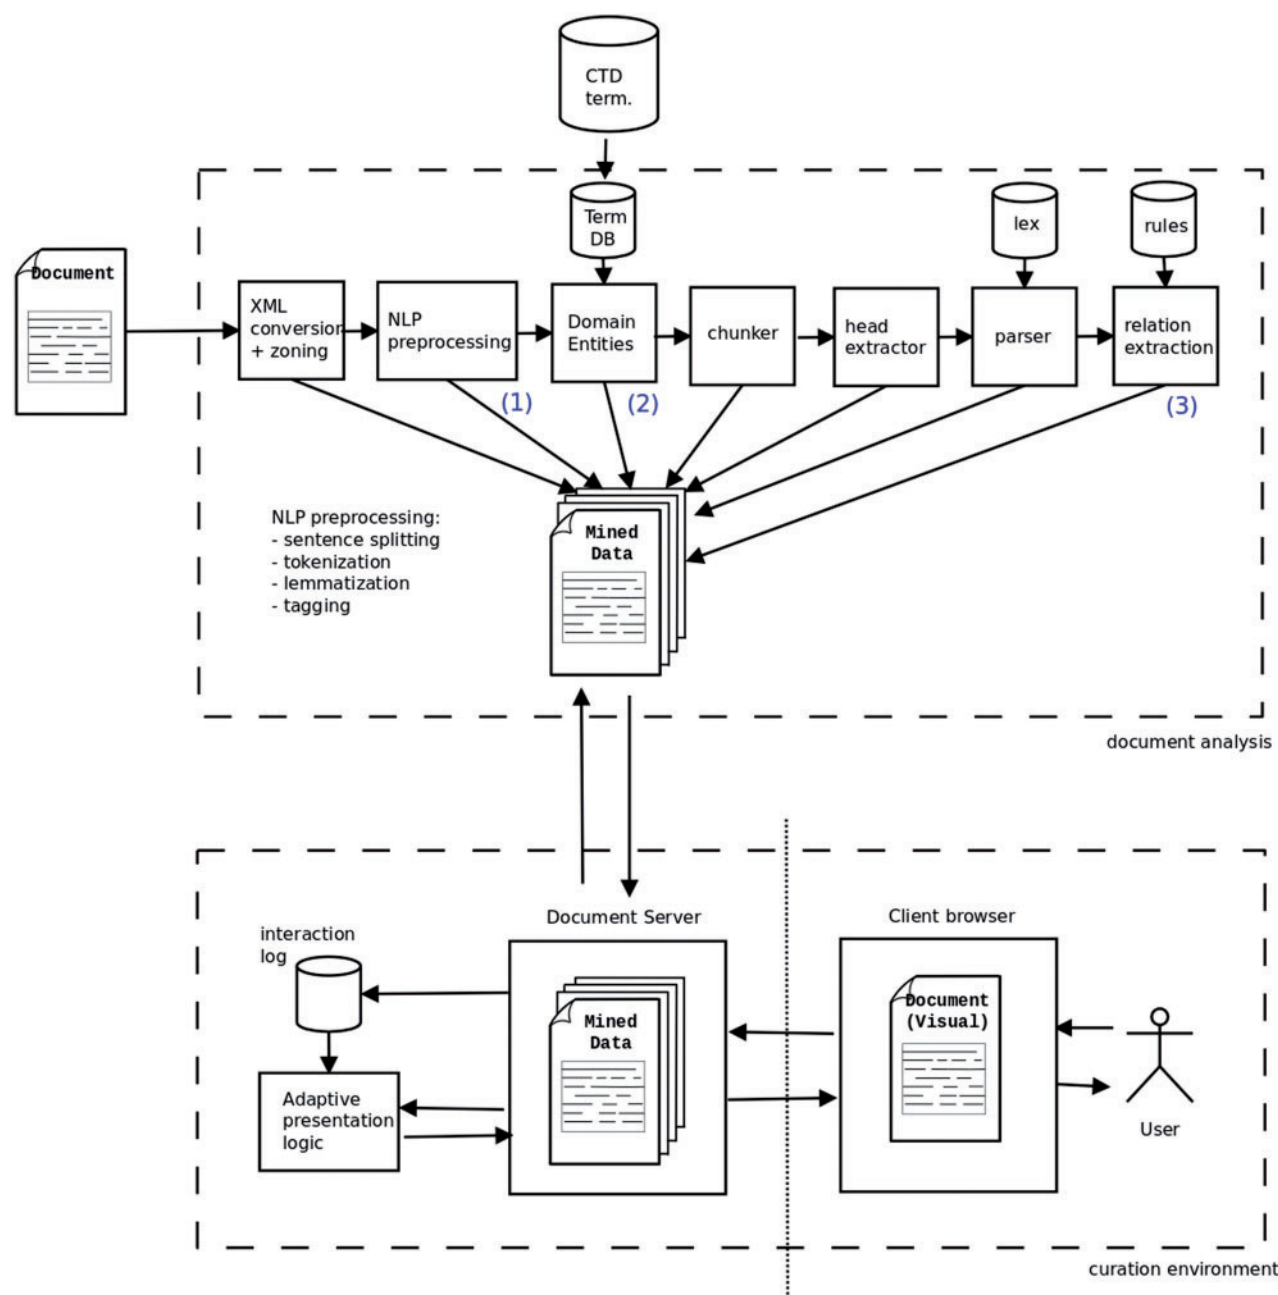 CTD
term.
Term
DB
lex
rules
Document
XML
conversion
+ zoning
NLP
preprocessing
Domain
Entities
chunker
head
extractor
parser
relation
extraction
(1)
(2)
(3)
NLP preprocessing:
- sentence splitting
- tokenization
- lemmatization
- tagging
Mined
Data
document analysis
Document Server
Client browser
interaction
log
Mined
Data
Document
(Visual)
Adaptive
presentation
logic
User
curation environment